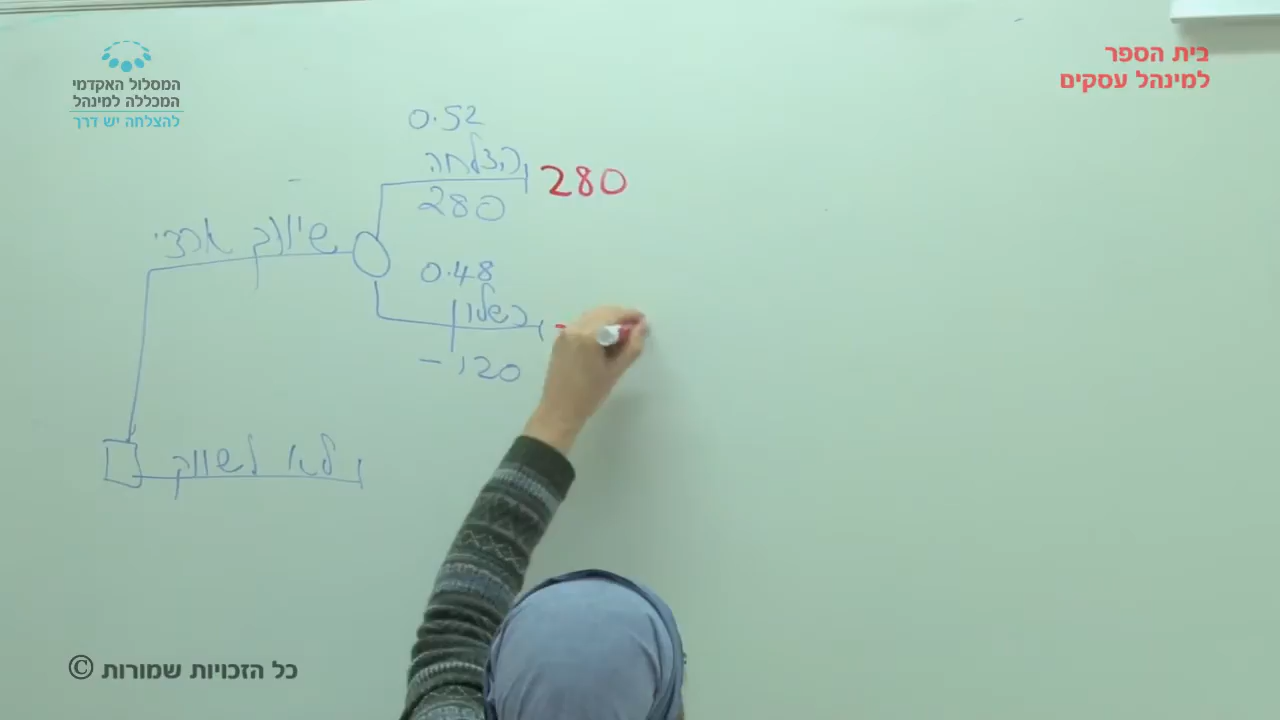 בית הספר
למינהל עסקים
המסלול האקדמי
המכללה למינהל
להצלחה יש דרך
0.52
הצלחה
280
280
שיווק ארצי
0.48
כשלון
-120
-
לא לשווק
כל הזכויות שמורות ©